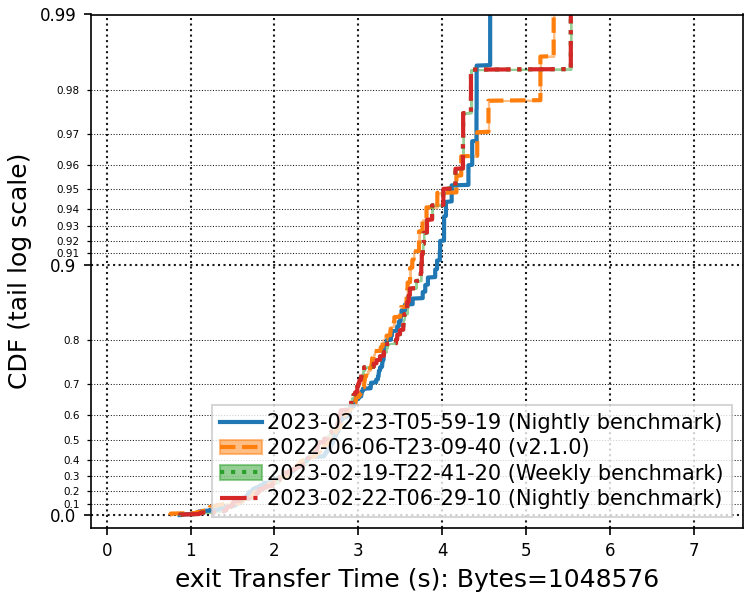 CDF (tail log scale)
0.99
0.98
0.97
0.96
0.95
0.94
0.93
0.92
0.91
0.9
0.8
0.7
0.6
0.5
0.4
0.3
0.2
0.1
0.0
2023-02-23-T05-59-19 (Nightly benchmark)
2022-06-06-T23-09-40 (v2.1.0)
2023-02-19-T22-41-20 (Weekly benchmark)
2023-02-22-T06-29-10 (Nightly benchmark)
0 1 2 3 4 5 6 7
exit Transfer Time (s): Bytes=1048576